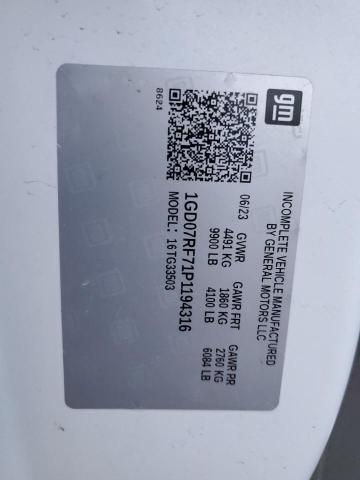 gm
INCOMPLETE VEHICLE MANUFACTURED
BY GENERAL MOTORS LLC
06/23 GVWR GAWR FRT GAWR RR
4491 KG 1860 KG 2760 KG
9900 LB 4100 LB 6084 LB
1GD07RF71P1194316
MODEL: 16TG33503
8624